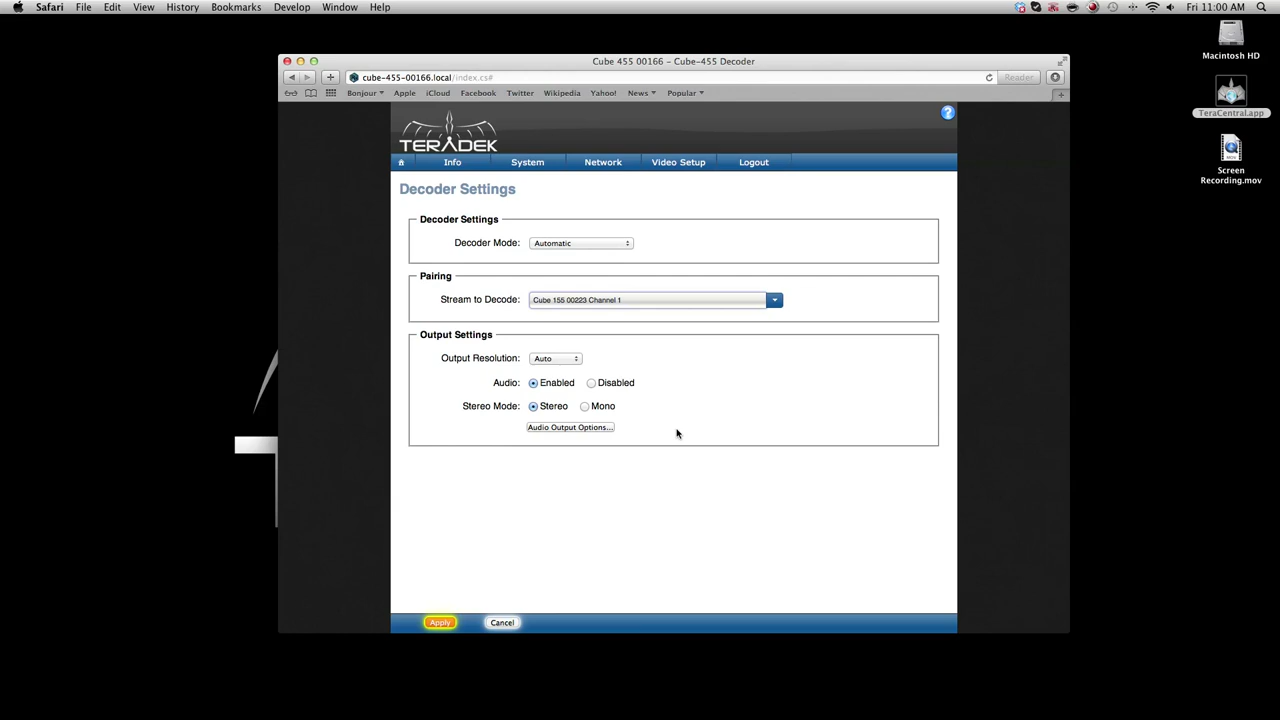 Safari File Edit View History Bookmarks Develop Window Help Fri 11:00 AM
Macintosh HD
TeraCentral.app
Screen
Recording.mov
Cube 455 00166 - Cube-455 Decoder
cube-455-00166.local/index.cs# Reader
Bonjour Apple iCloud Facebook Twitter Wikipedia Yahoo! News Popular
TERADEK
?
Info System Network Video Setup Logout
Decoder Settings
Decoder Settings
Decoder Mode: Automatic
Pairing
Stream to Decode: Cube 155 00223 Channel 1
Output Settings
Output Resolution: Auto
Audio: Enabled Disabled
Stereo Mode: Stereo Mono
Audio Output Options...
Apply Cancel